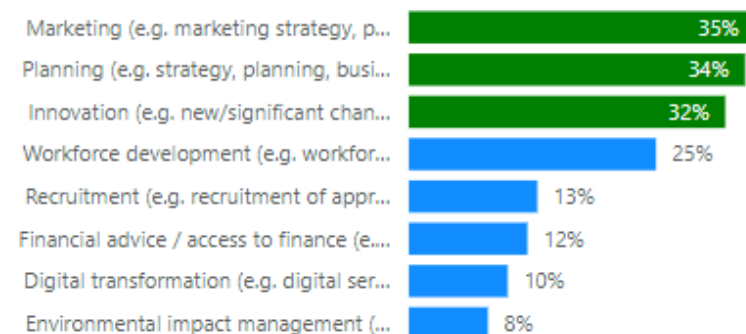 Marketing (e.g. marketing strategy, p... 35%
Planning (e.g. strategy, planning, busi... 34%
Innovation (e.g. new/significant chan... 32%
Workforce development (e.g. workfor... 25%
Recruitment (e.g. recruitment of appr... 13%
Financial advice / access to finance (e.... 12%
Digital transformation (e.g. digital ser... 10%
Environmental impact management (... 8%